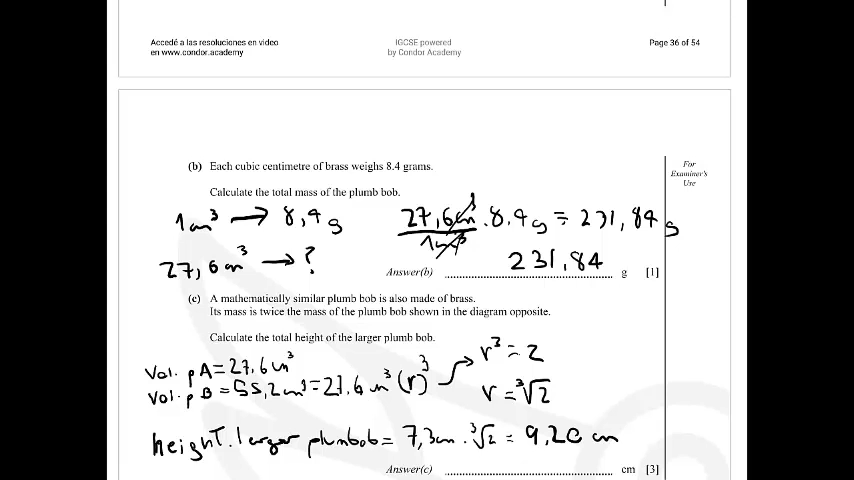 Accedé a las resoluciones en video
en www.condor.academy
IGCSE powered
by Condor Academy
Page 36 of 54
For
Examiner's
Use
(b) Each cubic centimetre of brass weighs 8.4 grams.
Calculate the total mass of the plumb bob.
1cm³ → 8,4g
27,6cm³ → ?
27,6cm³/1cm³ . 8.4g = 231,84 g
231,84
Answer(b) ........................ g [1]
(c) A mathematically similar plumb bob is also made of brass.
Its mass is twice the mass of the plumb bob shown in the diagram opposite.
Calculate the total height of the larger plumb bob.
Vol. pA = 27.6cm³
Vol. pB = 55,2cm³ = 27.6cm³ (r)³ → r³ = 2
r = ³√2
height. larger plumbob = 7,3cm . ³√2 = 9,20 cm
Answer(c) ........................ cm [3]